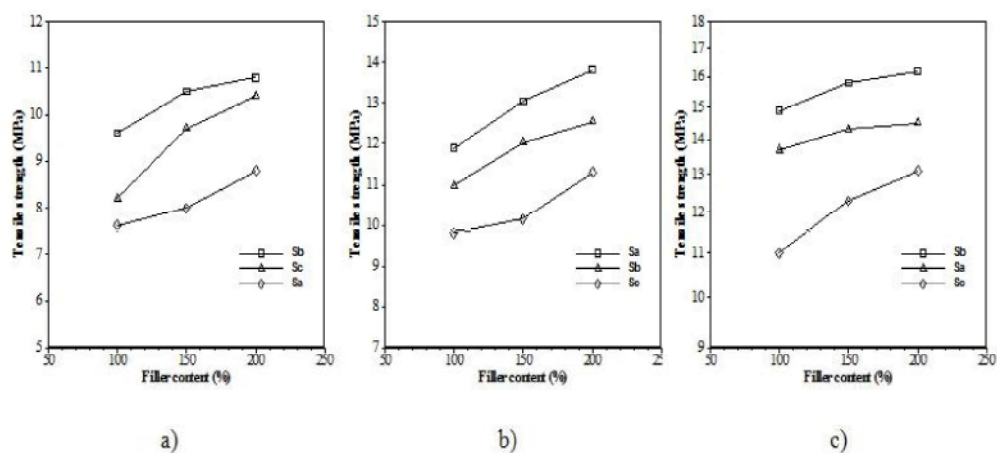 12
11
10
9
8
7
6
5
50
100
150
200
250
Tensile strength (MPa)
Filler content (%)
Sb
Sc
Sa
a)
15
14
13
12
11
10
9
8
7
50
100
150
200
25
Tensile strength (MPa)
Filler content (%)
Sa
Sb
Sc
b)
18
17
16
15
14
13
12
11
10
9
50
100
150
200
250
Tensile strength (MPa)
Filler content (%)
Sb
Sa
Sc
c)